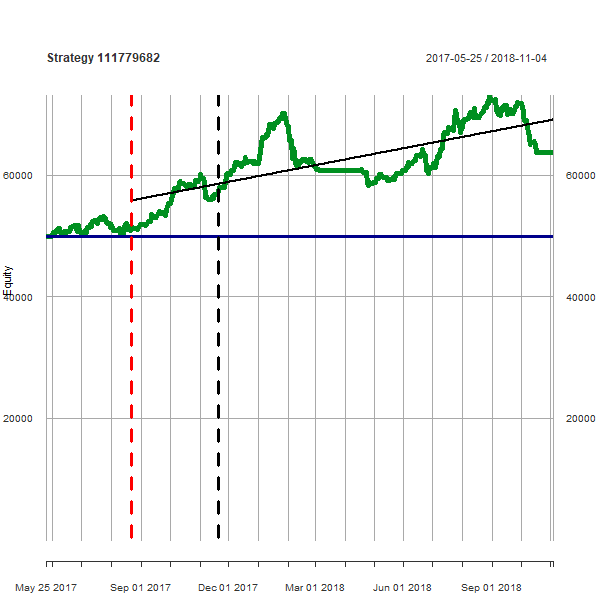 Strategy 111779682
2017-05-25 / 2018-11-04
60000 60000
Equity
40000 40000
20000 20000
May 25 2017 Sep 01 2017 Dec 01 2017 Mar 01 2018 Jun 01 2018 Sep 01 2018